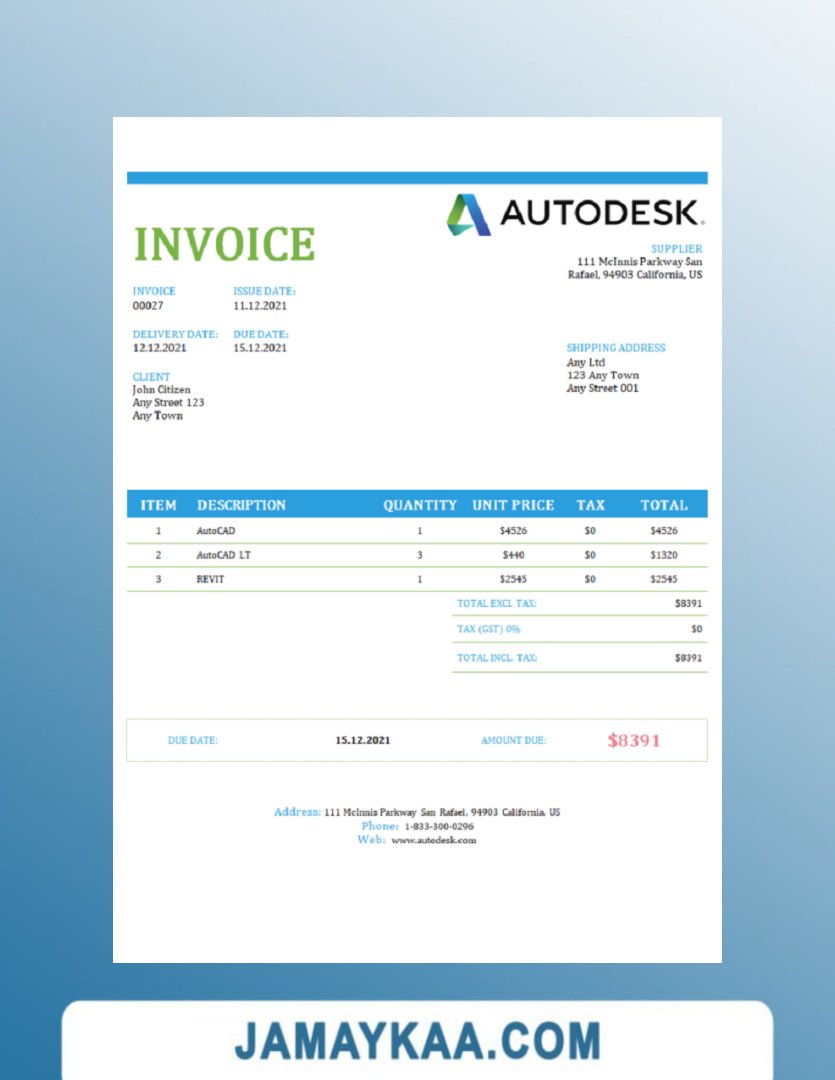 AUTODESK.
INVOICE
SUPPLIER
111 McInnis Parkway San
Rafael, 94903 California, US
INVOICE ISSUE DATE:
00027 11.12.2021
DELIVERY DATE: DUE DATE:
12.12.2021 15.12.2021
SHIPPING ADDRESS
Any Ltd
123 Any Town
Any Street 001
CLIENT
John Citizen
Any Street 123
Any Town
ITEM DESCRIPTION QUANTITY UNIT PRICE TAX TOTAL
1 AutoCAD 1 $4526 $0 $4526
2 AutoCAD LT 3 $440 $0 $1320
3 REVIT 1 $2545 $0 $2545
TOTAL EXCL TAX: $8391
TAX (GST) 0% $0
TOTAL INCL. TAX: $8391
DUE DATE: 15.12.2021 AMOUNT DUE: $8391
Address: 111 McInnis Parkway San Rafael, 94903 California, US
Phone: 1-833-300-0296
Web: www.autodesk.com
JAMAYKAA.COM